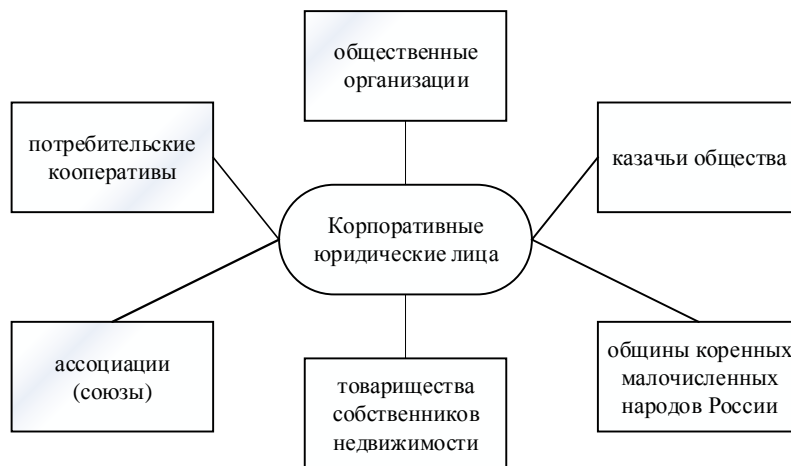 общественные
организации
потребительские
кооперативы
казачьи общества
Корпоративные
юридические лица
ассоциации
(союзы)
товарищества
собственников
недвижимости
общины коренных
малочисленных
народов России